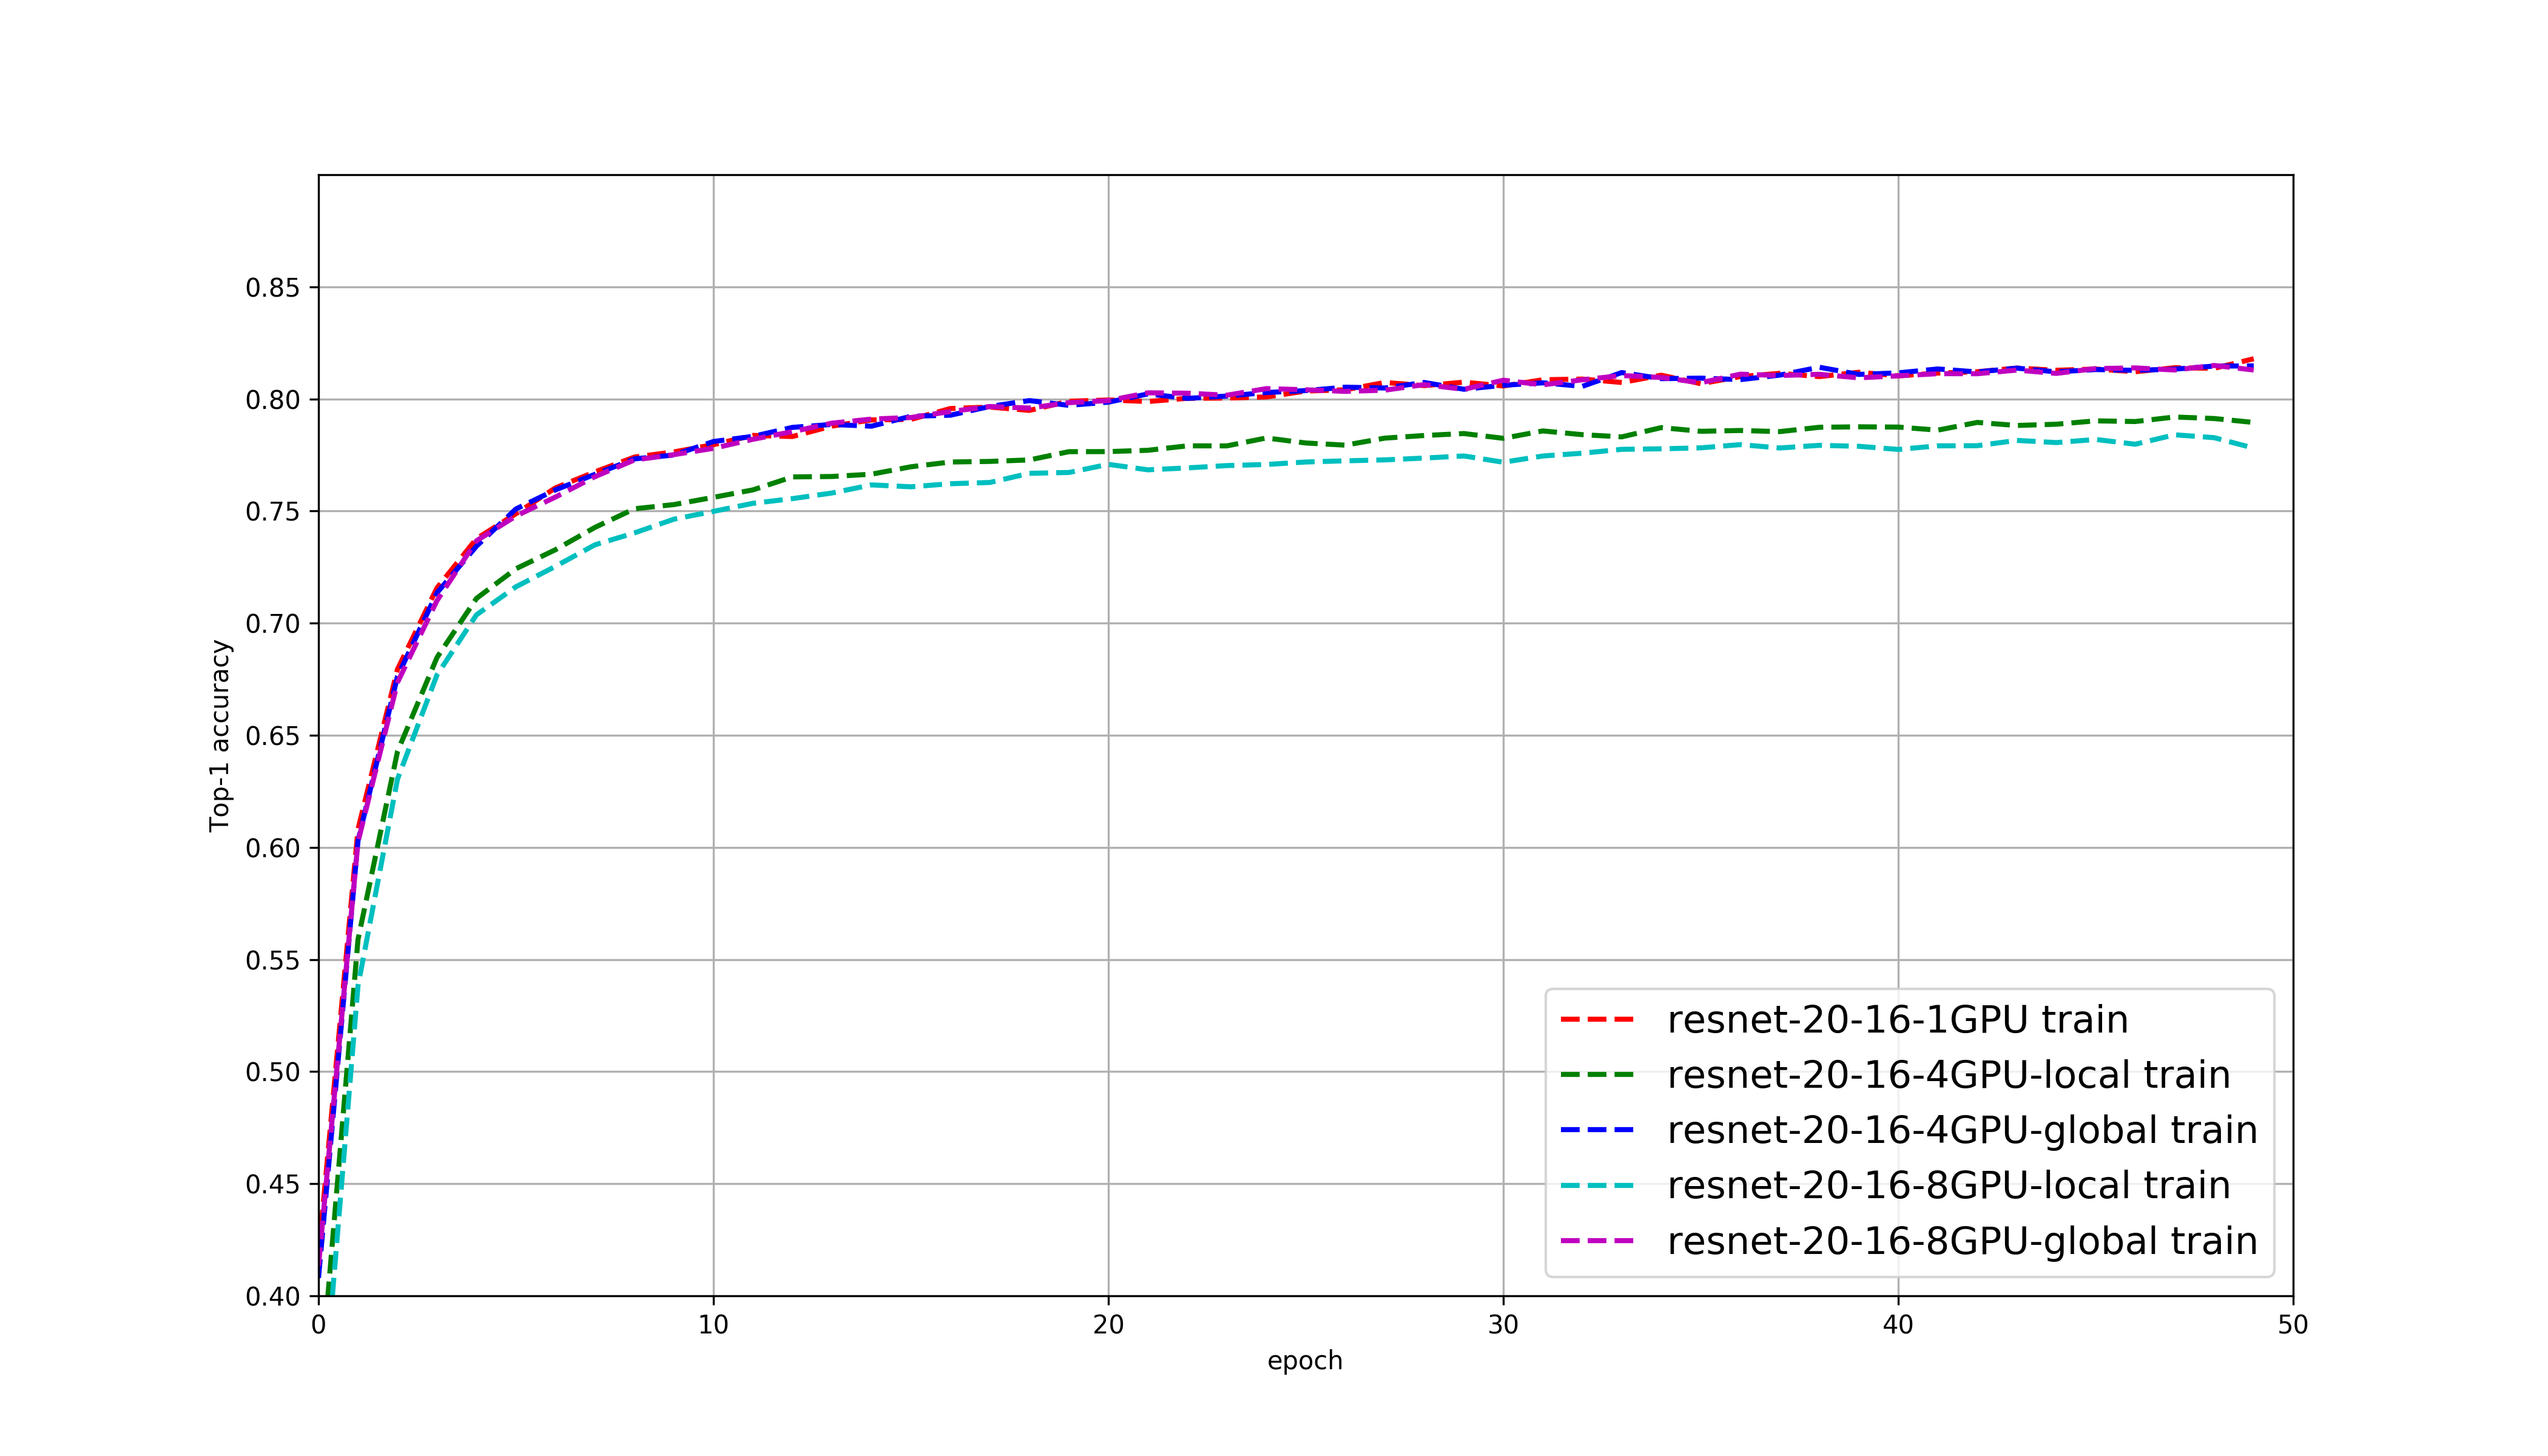 0.85
0.80
0.75
0.70
0.65
0.60
0.55
0.50
0.45
0.40
Top-1 accuracy
resnet-20-16-1GPU train
resnet-20-16-4GPU-local train
resnet-20-16-4GPU-global train
resnet-20-16-8GPU-local train
resnet-20-16-8GPU-global train
0 10 20 30 40 50
epoch